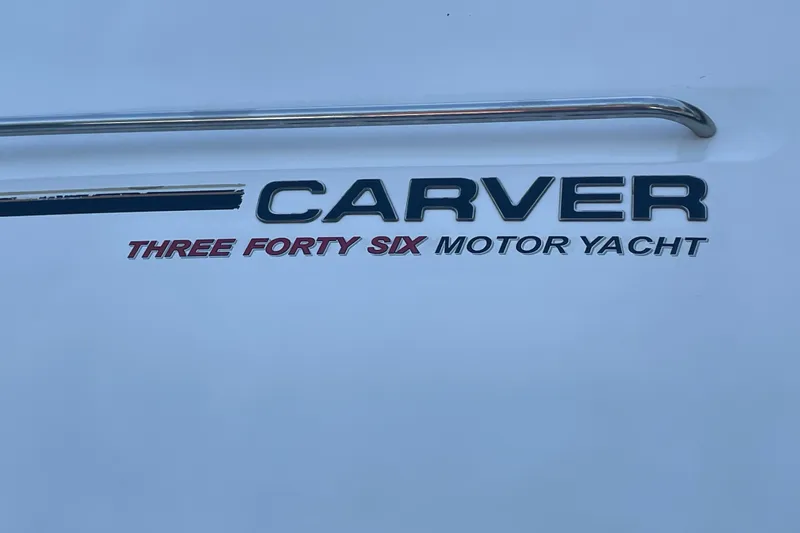 CARVER
THREE FORTY SIX MOTOR YACHT